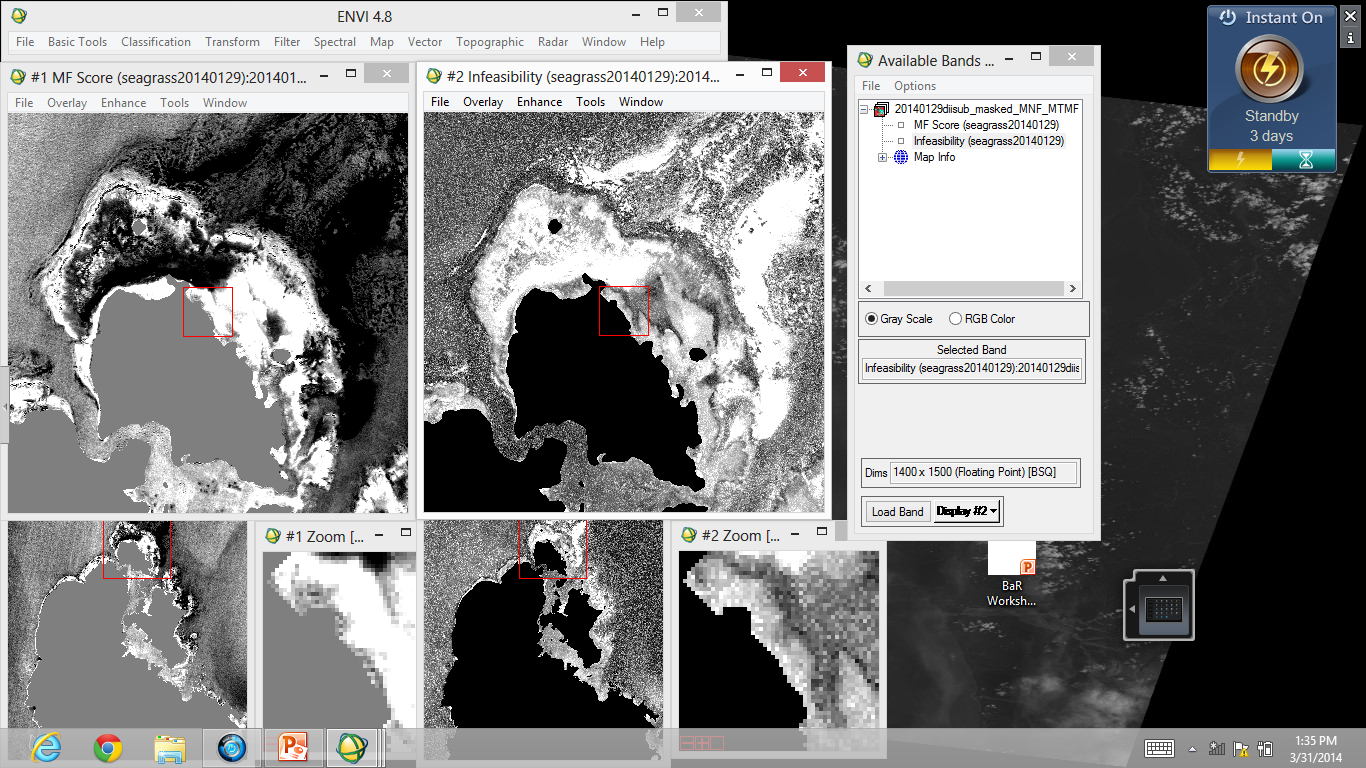 ENVI 4.8
File Basic Tools Classification Transform Filter Spectral Map Vector Topographic Radar Window Help
#1 MF Score (seagrass20140129):201401...
File Overlay Enhance Tools Window
#2 Infeasibility (seagrass20140129):2014...
File Overlay Enhance Tools Window
#1 Zoom [...
#2 Zoom [...
Available Bands ...
File Options
20140129diisub_masked_MNF_MTMF
MF Score (seagrass20140129)
Infeasibility (seagrass20140129)
Map Info
Gray Scale RGB Color
Selected Band
Infeasibility (seagrass20140129):20140129diis
Dims 1400 x 1500 (Floating Point) [BSQ]
Load Band Display #2
Instant On
Standby
3 days
BaR
Worksh...
1:35 PM
3/31/2014